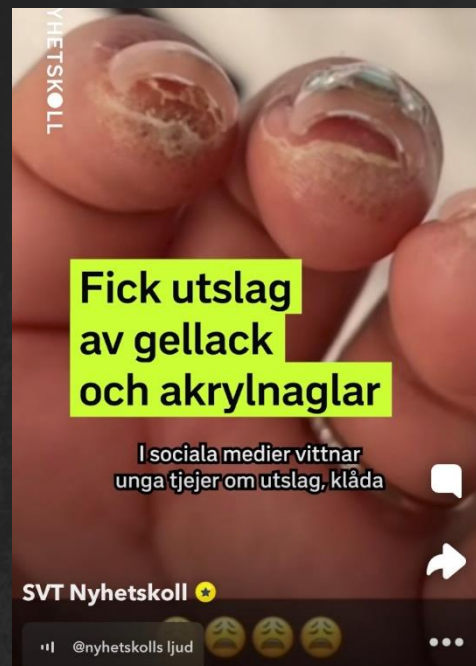 NYHETSKOLL
Fick utslag
av gellack
och akrylnaglar
I sociala medier vittnar
unga tjejer om utslag, klåda
SVT Nyhetskoll
@nyhetskolls ljud